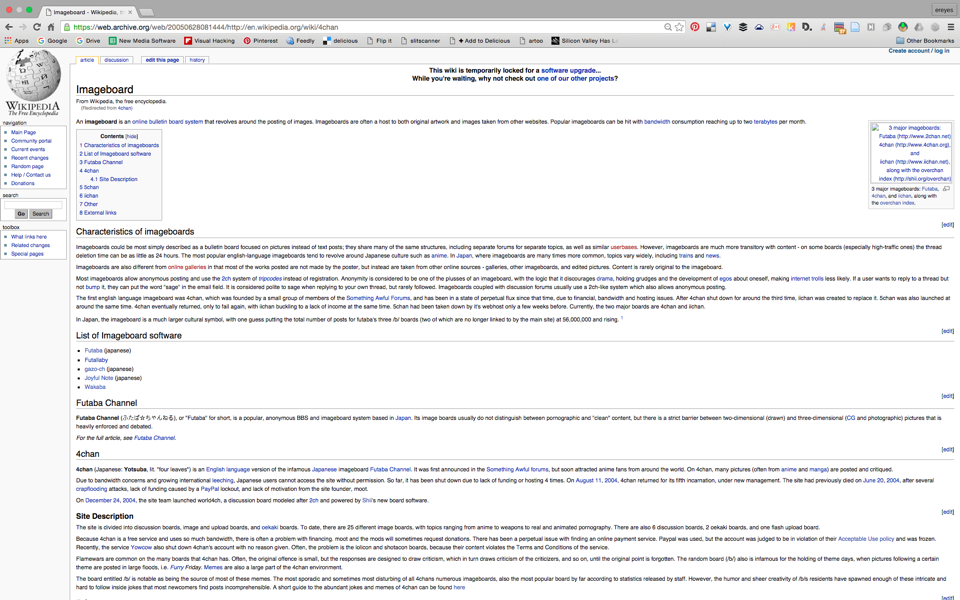 Imageboard - Wikipedia, th
ereyes
https://web.archive.org/web/20050628081444/http://en.wikipedia.org/wiki/4chan
Apps Google Drive New Media Software Visual Hacking Pinterest Feedly delicious Flip it slitscanner + Add to Delicious artoo Silicon Valley Has L Other Bookmarks
Create account / log in
article discussion edit this page history
This wiki is temporarily locked for a software upgrade...
While you're waiting, why not check out one of our other projects?
WIKIPEDIA
The Free Encyclopedia
navigation
Main Page
Community portal
Current events
Recent changes
Random page
Help / Contact us
Donations
search
Go Search
toolbox
What links here
Related changes
Special pages
Imageboard
From Wikipedia, the free encyclopedia.
(Redirected from 4chan)
An imageboard is an online bulletin board system that revolves around the posting of images. Imageboards are often a host to both original artwork and images taken from other websites. Popular imageboards can be hit with bandwidth consumption reaching up to two terabytes per month.
Contents [hide]
1 Characteristics of imageboards
2 List of Imageboard software
3 Futaba Channel
4 4chan
4.1 Site Description
5 5chan
6 iichan
7 Other
8 External links
3 major imageboards:
Futaba (http://www.2chan.net)
4chan (http://www.4chan.org),
and
iichan (http://www.iichan.net),
along with the overchan
index (http://shii.org/overchan)
3 major imageboards: Futaba,
4chan, and iichan, along with
the overchan index.
Characteristics of imageboards
[edit]
Imageboards could be most simply described as a bulletin board focused on pictures instead of text posts; they share many of the same structures, including separate forums for separate topics, as well as similar userbases. However, imageboards are much more transitory with content - on some boards (especially high-traffic ones) the thread
deletion time can be as little as 24 hours. The most popular english-language imageboards tend to revolve around Japanese culture such as anime. In Japan, where imageboards are many times more common, topics vary widely, including trains and news.
Imageboards are also different from online galleries in that most of the works posted are not made by the poster, but instead are taken from other online sources - galleries, other imageboards, and edited pictures. Content is rarely original to the imageboard.
Most imageboards allow anonymous posting and use the 2ch system of tripcodes instead of registration. Anonymity is considered to be one of the plusses of an imageboard, with the logic that it discourages drama, holding grudges and the development of egos about oneself, making internet trolls less likely. If a user wants to reply to a thread but
not bump it, they can put the word "sage" in the email field. It is considered polite to sage when replying to your own thread, but rarely followed. Imageboards coupled with discussion forums usually use a 2ch-like system which also allows anonymous posting.
The first english language imageboard was 4chan, which was founded by a small group of members of the Something Awful Forums, and has been in a state of perpetual flux since that time, due to financial, bandwidth and hosting issues. After 4chan shut down for around the third time, iichan was created to replace it. 5chan was also launched at
around the same time. 4chan eventually returned, only to fail again, with iichan buckling to a lack of income at the same time. 5chan had been taken down by it's webhost only a few weeks before. Currently, the two major boards are 4chan and iichan.
In Japan, the imageboard is a much larger cultural symbol, with one guess putting the total number of posts for futaba's three /b/ boards (two of which are no longer linked to by the main site) at 56,000,000 and rising. 1
List of Imageboard software
[edit]
Futaba (japanese)
Futallaby
gazo-ch (japanese)
Joyful Note (japanese)
Wakaba
Futaba Channel
[edit]
Futaba Channel (ふたば☆ちゃんねる), or "Futaba" for short, is a popular, anonymous BBS and imageboard system based in Japan. Its image boards usually do not distinguish between pornographic and "clean" content, but there is a strict barrier between two-dimensional (drawn) and three-dimensional (CG and photographic) pictures that is
heavily enforced and debated.
For the full article, see Futaba Channel.
4chan
[edit]
4chan (Japanese: Yotsuba, lit. "four leaves") is an English language version of the infamous Japanese imageboard Futaba Channel. It was first announced in the Something Awful forums, but soon attracted anime fans from around the world. On 4chan, many pictures (often from anime and manga) are posted and critiqued.
Due to bandwidth concerns and growing international leeching, Japanese users cannot access the site without permission. So far, it has been shut down due to lack of funding or hosting 4 times. On August 11, 2004, 4chan returned for its fifth incarnation, under new management. The site had previously died on June 20, 2004, after several
crapflooding attacks, lack of funding caused by a PayPal lockout, and lack of motivation from the site founder, moot.
On December 24, 2004, the site team launched world4ch, a discussion board modeled after 2ch and powered by Shii's new board software.
Site Description
[edit]
The site is divided into discussion boards, image and upload boards, and oekaki boards. To date, there are 25 different image boards, with topics ranging from anime to weapons to real and animated pornography. There are also 6 discussion boards, 2 oekaki boards, and one flash upload board.
Because 4chan is a free service and uses so much bandwidth, there is often a problem with financing, moot and the mods will sometimes request donations. There has been a perpetual issue with finding an online payment service. Paypal was used, but the account was judged to be in violation of their Acceptable Use policy and was frozen.
Recently, the service Yowcow also shut down 4chan's account with no reason given. Often, the problem is the lolicon and shotacon boards, because their content violates the Terms and Conditions of the service.
Flamewars are common on the many boards that 4chan has. Often, the original offence is small, but the responses are designed to draw criticism, which in turn draws criticism of the criticizers, and so on, until the original point is forgotten. The random board (/b/) also is infamous for the holding of theme days, when pictures following a certain
theme are posted in large floods, i.e. Furry Friday. Memes are also a large part of the 4chan environment.
The board entitled /b/ is notable as being the source of most of these memes. The most sporadic and sometimes most disturbing of all 4chans numerous imageboards, also the most popular board by far according to statistics released by staff. However, the humor and sheer creativity of /b/s residents have spawned enough of these intricate and
hard to follow inside jokes that most newcomers find posts incomprehensible. A short guide to the abundant jokes and memes of 4chan can be found here
[edit]